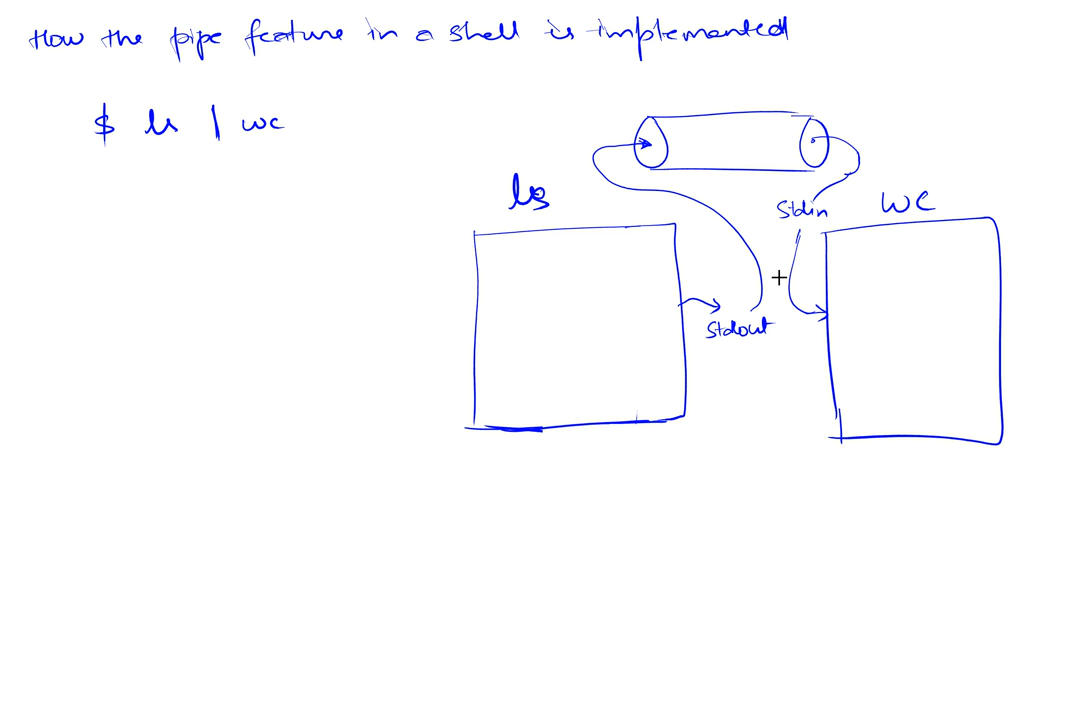 How the pipe feature in a shell is implemented
$ ls | wc
ls
stdin
wc
stdout